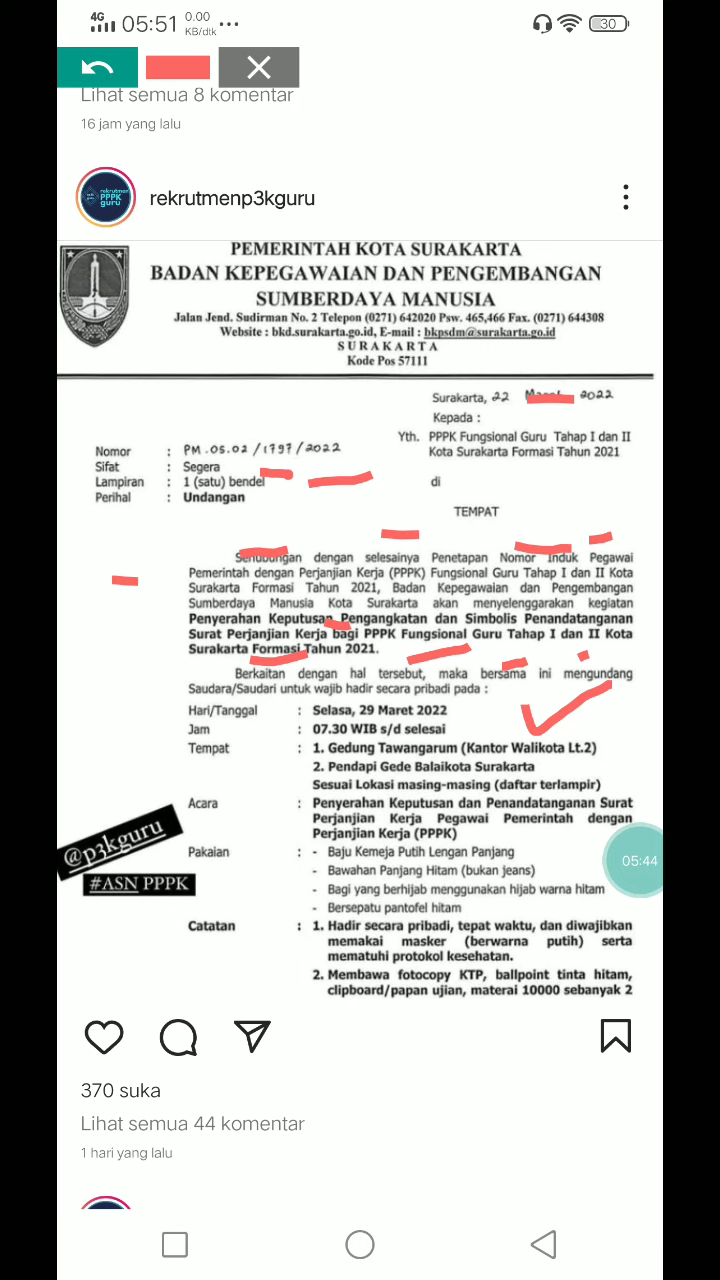 4G 05:51 0.00 KB/dtk ... 30
Lihat semua 8 komentar
16 jam yang lalu
rekrutmen PPPK guru
rekrutmenp3kguru
PEMERINTAH KOTA SURAKARTA
BADAN KEPEGAWAIAN DAN PENGEMBANGAN
SUMBERDAYA MANUSIA
Jalan Jend. Sudirman No. 2 Telepon (0271) 642020 Psw. 465,466 Fax. (0271) 644308
Website : bkd.surakarta.go.id, E-mail : bkpsdm@surakarta.go.id
S U R A K A R T A
Kode Pos 57111
Surakarta, 22 Maret 2022
Kepada :
Yth. PPPK Fungsional Guru Tahap I dan II
Kota Surakarta Formasi Tahun 2021
di
TEMPAT
Nomor : PM.05.02/1797/2022
Sifat : Segera
Lampiran : 1 (satu) bendel
Perihal : Undangan
Sehubungan dengan selesainya Penetapan Nomor Induk Pegawai
Pemerintah dengan Perjanjian Kerja (PPPK) Fungsional Guru Tahap I dan II Kota
Surakarta Formasi Tahun 2021, Badan Kepegawaian dan Pengembangan
Sumberdaya Manusia Kota Surakarta akan menyelenggarakan kegiatan
Penyerahan Keputusan Pengangkatan dan Simbolis Penandatanganan
Surat Perjanjian Kerja bagi PPPK Fungsional Guru Tahap I dan II Kota
Surakarta Formasi Tahun 2021.
Berkaitan dengan hal tersebut, maka bersama ini mengundang
Saudara/Saudari untuk wajib hadir secara pribadi pada :
Hari/Tanggal : Selasa, 29 Maret 2022
Jam : 07.30 WIB s/d selesai
Tempat : 1. Gedung Tawangarum (Kantor Walikota Lt.2)
2. Pendapi Gede Balaikota Surakarta
Sesuai Lokasi masing-masing (daftar terlampir)
Acara : Penyerahan Keputusan dan Penandatanganan Surat
Perjanjian Kerja Pegawai Pemerintah dengan
Perjanjian Kerja (PPPK)
Pakaian : - Baju Kemeja Putih Lengan Panjang
- Bawahan Panjang Hitam (bukan jeans)
- Bagi yang berhijab menggunakan hijab warna hitam
- Bersepatu pantofel hitam
Catatan : 1. Hadir secara pribadi, tepat waktu, dan diwajibkan
memakai masker (berwarna putih) serta
mematuhi protokol kesehatan.
2. Membawa fotocopy KTP, ballpoint tinta hitam,
clipboard/papan ujian, materai 10000 sebanyak 2
@p3kguru
#ASN PPPK
05:44
370 suka
Lihat semua 44 komentar
1 hari yang lalu